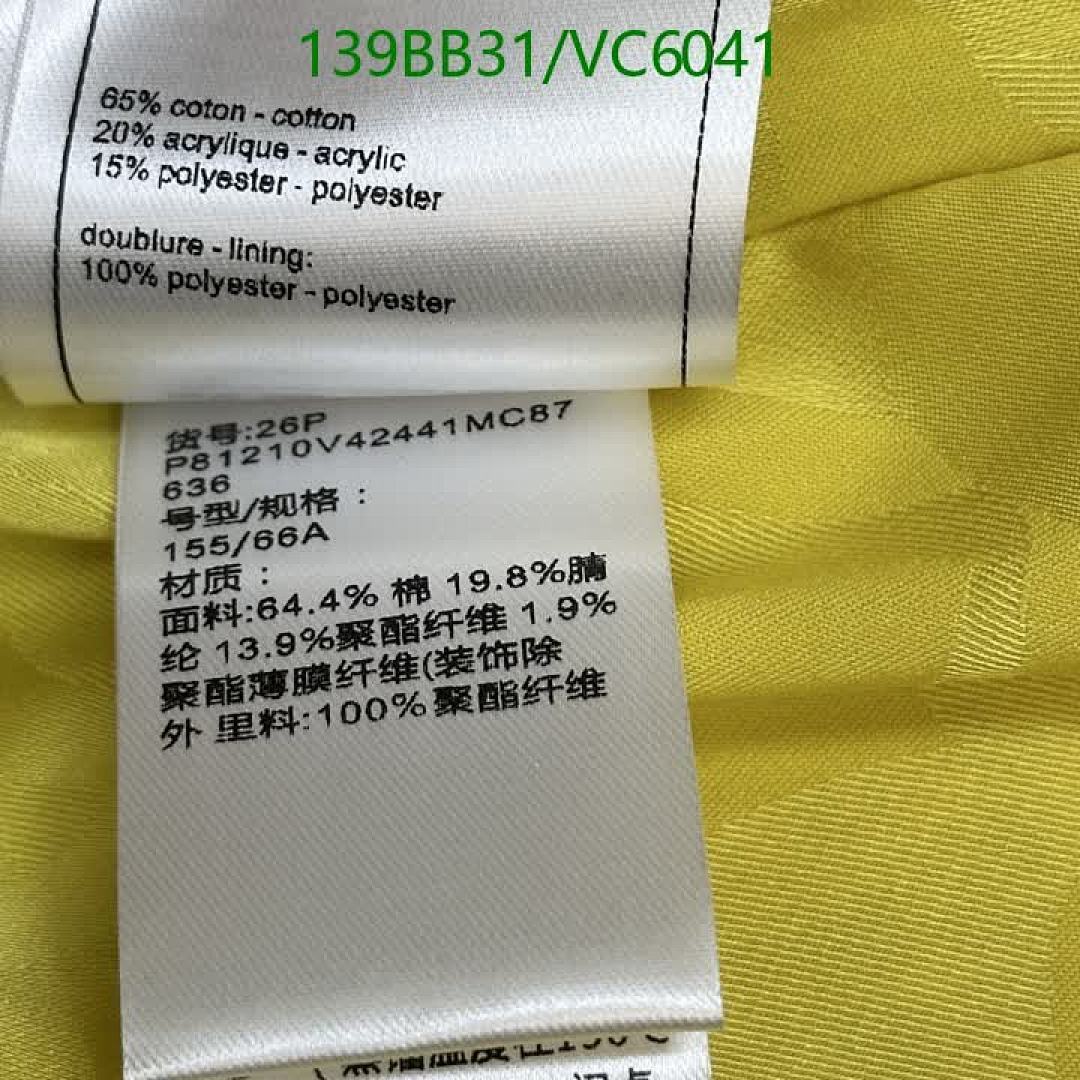 139BB31/VC6041
65% coton - cotton
20% acrylique - acrylic
15% polyester - polyester
doublure - lining:
100% polyester - polyester
货号:26P
P81210V42441MC87
636
号型/规格：
155/66A
材质：
面料:64.4% 棉 19.8%腈
纶 13.9%聚酯纤维 1.9%
聚酯薄膜纤维(装饰除
外 里料:100%聚酯纤维